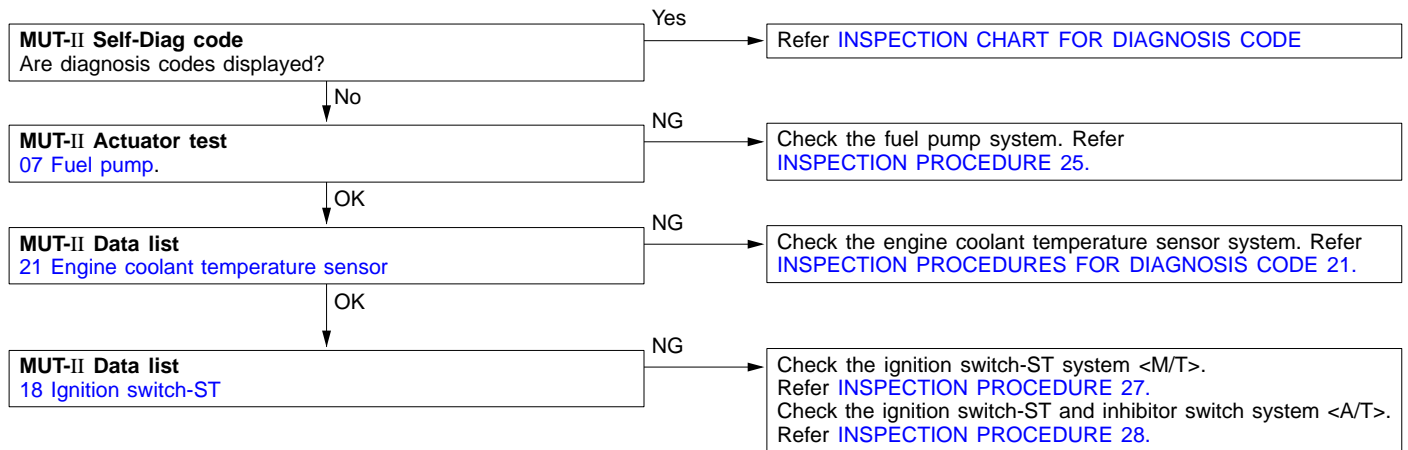 MUT-II Self-Diag code
Are diagnosis codes displayed?
Yes
Refer INSPECTION CHART FOR DIAGNOSIS CODE
No
MUT-II Actuator test
07 Fuel pump.
NG
Check the fuel pump system. Refer
INSPECTION PROCEDURE 25.
OK
MUT-II Data list
21 Engine coolant temperature sensor
NG
Check the engine coolant temperature sensor system. Refer
INSPECTION PROCEDURES FOR DIAGNOSIS CODE 21.
OK
MUT-II Data list
18 Ignition switch-ST
NG
Check the ignition switch-ST system <M/T>.
Refer INSPECTION PROCEDURE 27.
Check the ignition switch-ST and inhibitor switch system <A/T>.
Refer INSPECTION PROCEDURE 28.